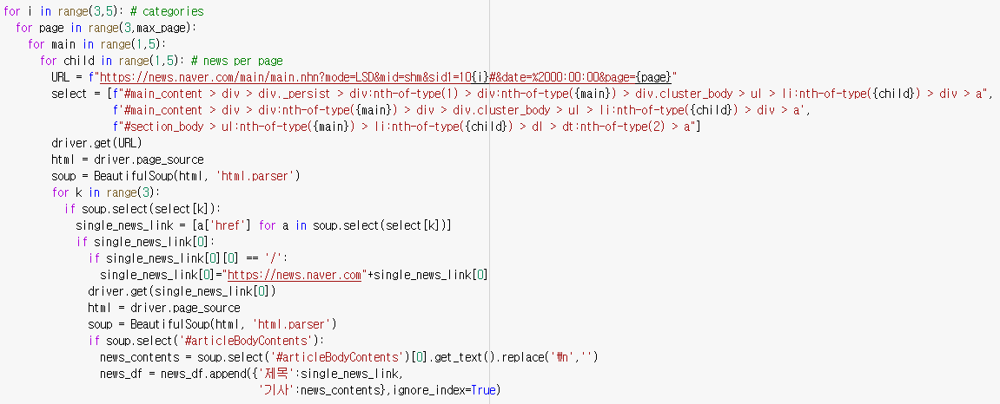 for i in range(3,5): # categories
  for page in range(3,max_page):
    for main in range(1,5):
      for child in range(1,5): # news per page
        URL = f"https://news.naver.com/main/main.nhn?mode=LSD&mid=shm&sid1=10{i}#&date=%2000:00:00&page={page}"
        select = [f"#main_content > div > div._persist > div:nth-of-type(1) > div:nth-of-type({main}) > div.cluster_body > ul > li:nth-of-type({child}) > div > a",
                  f'#main_content > div > div:nth-of-type({main}) > div > div.cluster_body > ul > li:nth-of-type({child}) > div > a',
                  f"#section_body > ul:nth-of-type({main}) > li:nth-of-type({child}) > dl > dt:nth-of-type(2) > a"]
        driver.get(URL)
        html = driver.page_source
        soup = BeautifulSoup(html, 'html.parser')
        for k in range(3):
          if soup.select(select[k]):
            single_news_link = [a['href'] for a in soup.select(select[k])]
            if single_news_link[0]:
              if single_news_link[0][0] == '/':
                single_news_link[0]="https://news.naver.com"+single_news_link[0]
              driver.get(single_news_link[0])
              html = driver.page_source
              soup = BeautifulSoup(html, 'html.parser')
              if soup.select('#articleBodyContents'):
                news_contents = soup.select('#articleBodyContents')[0].get_text().replace('₩n','')
                news_df = news_df.append({'제목':single_news_link,
                                          '기사':news_contents},ignore_index=True)